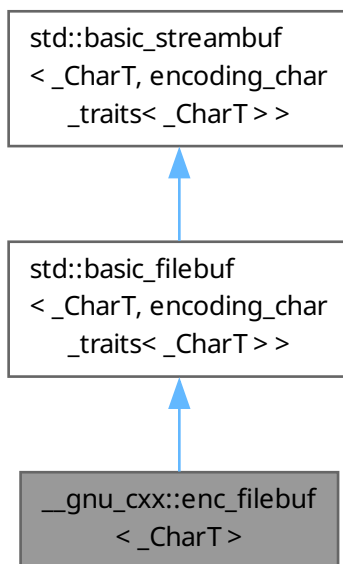 std::basic_streambuf
< _CharT, encoding_char
_traits< _CharT > >
std::basic_filebuf
< _CharT, encoding_char
_traits< _CharT > >
__gnu_cxx::enc_filebuf
< _CharT >